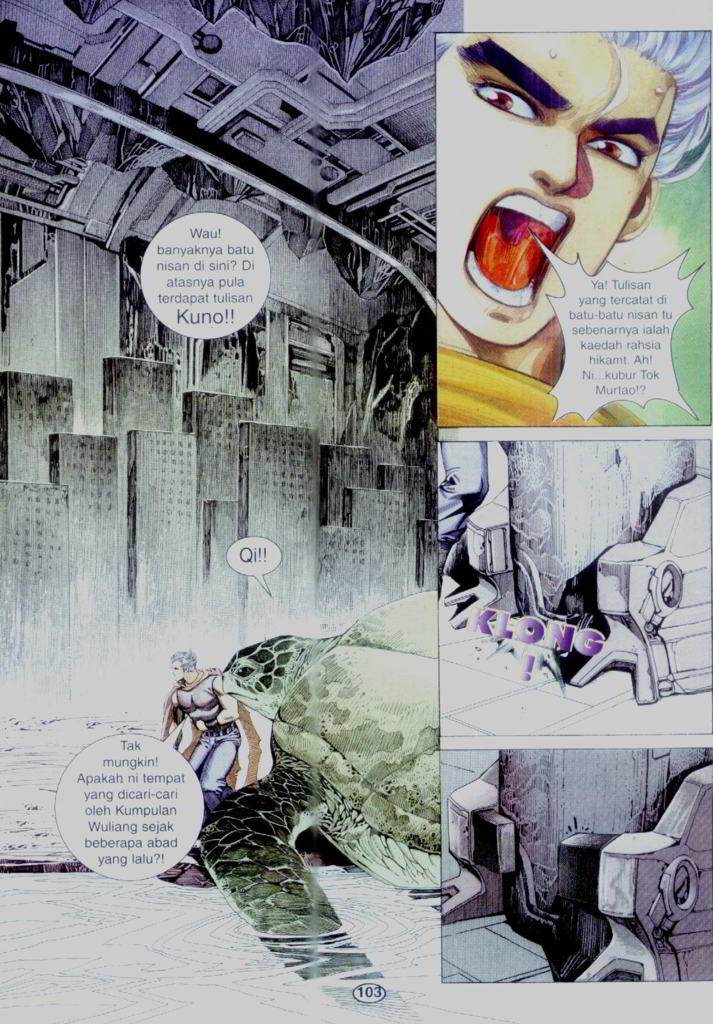 Wau!
banyaknya batu
nisan di sini? Di
atasnya pula
terdapat tulisan
Kuno!!
Qi!!
Tak
mungkin!
Apakah ni tempat
yang dicari-cari
oleh Kumpulan
Wuliang sejak
beberapa abad
yang lalu?!
Ya! Tulisan
yang tercatat di
batu-batu nisan tu
sebenarnya ialah
kaedah rahsia
hikamt. Ah!
Ni...kubur Tok
Murtao!?
KLONG
!
103